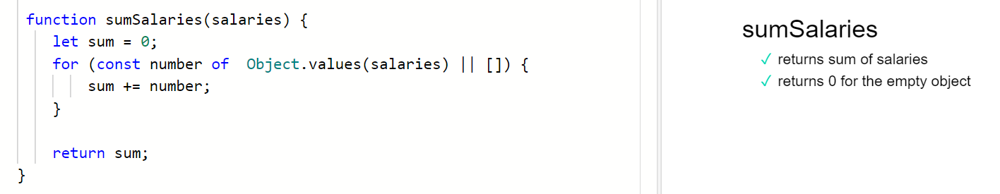 function sumSalaries(salaries) {
let sum = 0;
for (const number of  Object.values(salaries) || []) {
sum += number;
}
return sum;
}
sumSalaries
✓ returns sum of salaries
✓ returns 0 for the empty object